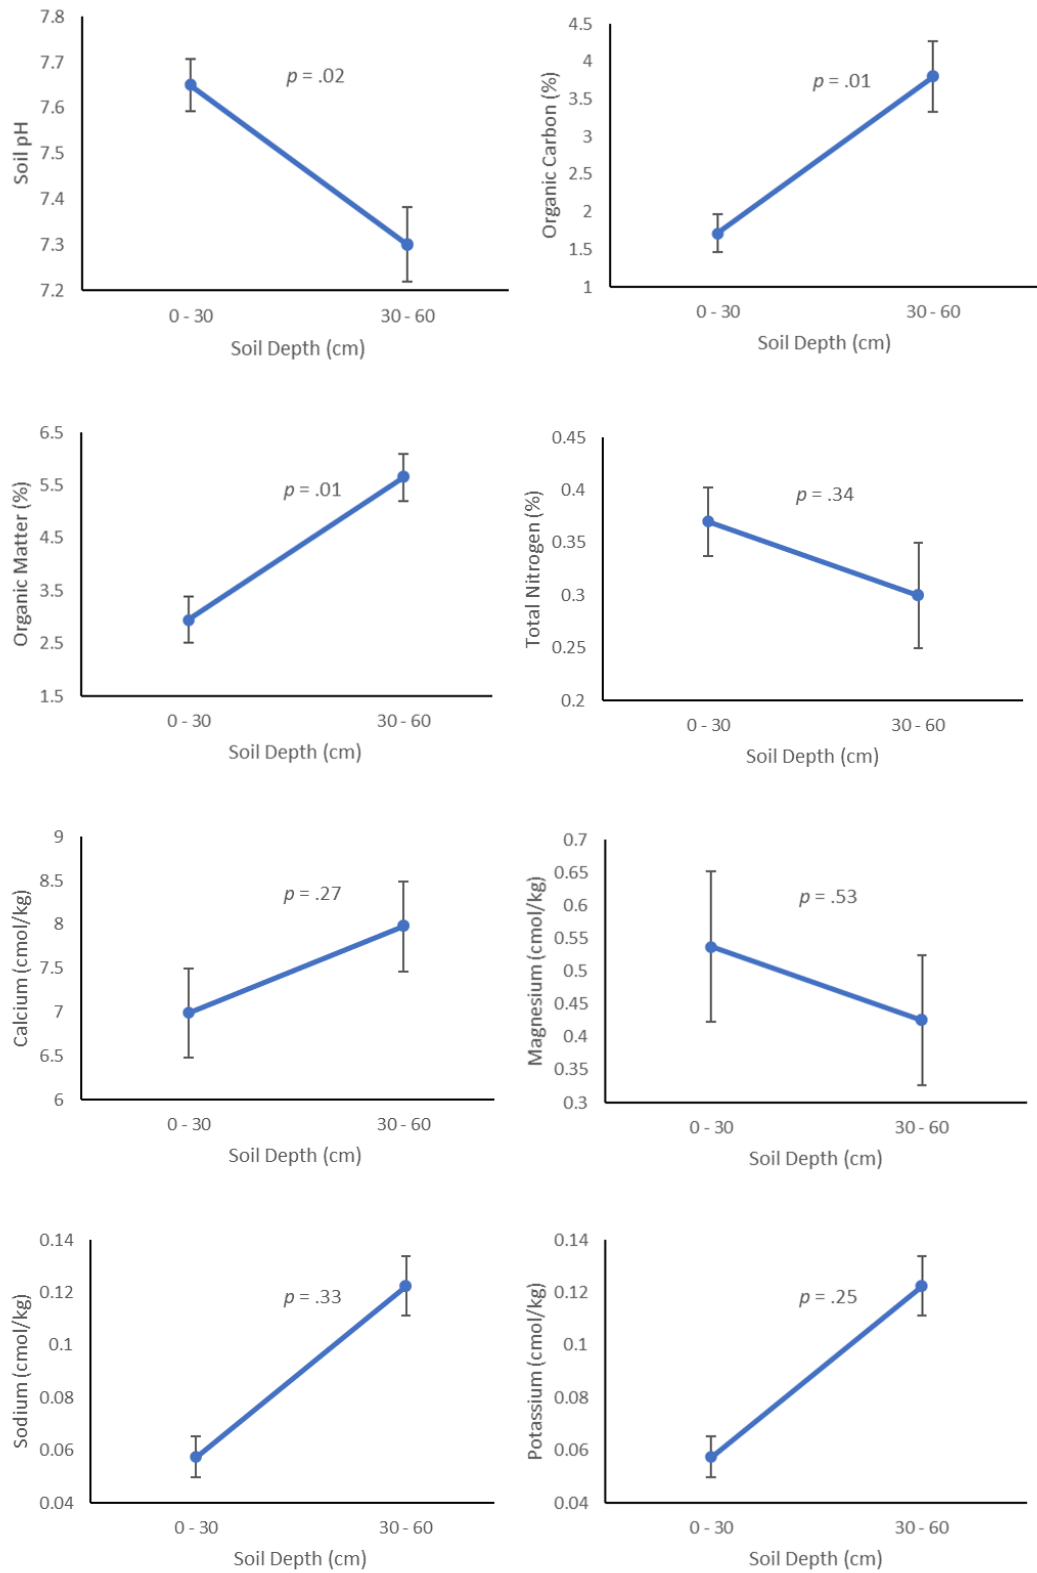 Soil pH
7.8
7.7
7.6
7.5
7.4
7.3
7.2
p = .02
0 - 30
30 - 60
Soil Depth (cm)
Organic Carbon (%)
4.5
4
3.5
3
2.5
2
1.5
1
p = .01
0 - 30
30 - 60
Soil Depth (cm)
Organic Matter (%)
6.5
5.5
4.5
3.5
2.5
1.5
p = .01
0 - 30
30 - 60
Soil Depth (cm)
Total Nitrogen (%)
0.45
0.4
0.35
0.3
0.25
0.2
p = .34
0 - 30
30 - 60
Soil Depth (cm)
Calcium (cmol/kg)
9
8.5
8
7.5
7
6.5
6
p = .27
0 - 30
30 - 60
Soil Depth (cm)
Magnesium (cmol/kg)
0.7
0.65
0.6
0.55
0.5
0.45
0.4
0.35
0.3
p = .53
0 - 30
30 - 60
Soil Depth (cm)
Sodium (cmol/kg)
0.14
0.12
0.1
0.08
0.06
0.04
p = .33
0 - 30
30 - 60
Soil Depth (cm)
Potassium (cmol/kg)
0.14
0.12
0.1
0.08
0.06
0.04
p = .25
0 - 30
30 - 60
Soil Depth (cm)